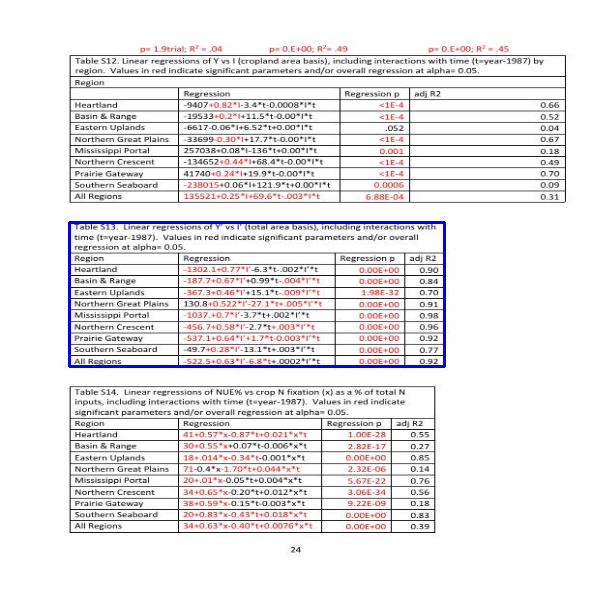 p= 1.9trial; R² = .04 p= 0.E+00; R²= .49 p= 0.E+00; R² = .45
Table S12. Linear regressions of Y vs I (cropland area basis), including interactions with time (t=year-1987) by
region. Values in red indicate significant parameters and/or overall regression at alpha= 0.05.
Region
Regression Regression p adj R2
Heartland -9407+0.82*I-3.4*t-0.0008*I*t <1E-4 0.66
Basin & Range -19533+0.2*I+11.5*t-0.00*I*t <1E-4 0.52
Eastern Uplands -6617-0.06*I+6.52*t+0.00*I*t .052 0.04
Northern Great Plains -33699-0.30*I+17.7*t-0.00*I*t <1E-4 0.67
Mississippi Portal 257038+0.08*I-136*t+0.00*I*t 0.001 0.18
Northern Crescent -134652+0.44*I+68.4*t-0.00*I*t <1E-4 0.49
Prairie Gateway 41740+0.24*I+19.9*t-0.00*I*t <1E-4 0.70
Southern Seaboard -238015+0.06*I+121.9*t+0.00*I*t 0.0006 0.09
All Regions 135521+0.25*I+69.6*t-.003*I*t 6.88E-04 0.31
Table S13. Linear regressions of Y' vs I' (total area basis), including interactions with
time (t=year-1987). Values in red indicate significant parameters and/or overall
regression at alpha= 0.05.
Region Regression Regression p adj R2
Heartland -1302.1+0.77*I'-6.3*t-.002*I'*t 0.00E+00 0.90
Basin & Range -187.7+0.67*I'+0.99*t-.004*I'*t 0.00E+00 0.84
Eastern Uplands -367.3+0.46*I'+15.1*t-.009*I'*t 1.98E-32 0.70
Northern Great Plains 130.8+0.522*I'-27.1*t+.005*I'*t 0.00E+00 0.91
Mississippi Portal -1037.+0.7*I'-3.7*t+.002*I'*t 0.00E+00 0.98
Northern Crescent -456.7+0.58*I'-2.7*t+.003*I'*t 0.00E+00 0.96
Prairie Gateway -537.1+0.64*I'+1.7*t-0.003*I'*t 0.00E+00 0.92
Southern Seaboard -49.7+0.28*I'-13.1*t+.003*I'*t 0.00E+00 0.77
All Regions -522.5+0.63*I'-6.8*t+.0002*I'*t 0.00E+00 0.92
Table S14. Linear regressions of NUE% vs crop N fixation (x) as a % of total N
inputs, including interactions with time (t=year-1987). Values in red indicate
significant parameters and/or overall regression at alpha= 0.05.
Region Regression Regression p adj R2
Heartland 41+0.57*x-0.87*t+0.021*x*t 1.00E-28 0.55
Basin & Range 30+0.55*x+0.07*t-0.006*x*t 2.82E-17 0.27
Eastern Uplands 18+.014*x-0.34*t-0.001*x*t 0.00E+00 0.85
Northern Great Plains 71-0.4*x-1.70*t+0.044*x*t 2.32E-06 0.14
Mississippi Portal 20+.01*x-0.05*t+0.004*x*t 5.67E-22 0.76
Northern Crescent 34+0.65*x-0.20*t+0.012*x*t 3.06E-34 0.56
Prairie Gateway 38+0.59*x-0.15*t-0.003*x*t 9.22E-09 0.18
Southern Seaboard 20+0.83*x-0.43*t+0.018*x*t 0.00E+00 0.83
All Regions 34+0.63*x-0.40*t+0.0076*x*t 0.00E+00 0.39
24